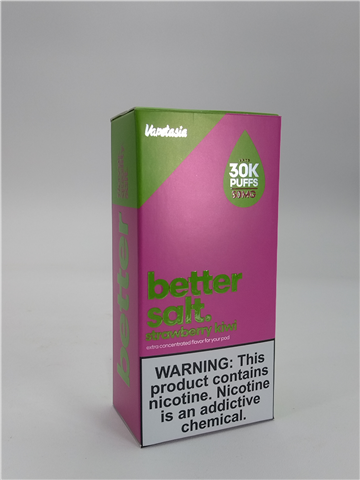 Vapetasia
30K
PUFFS
better
better
salt.
strawberry kiwi
extra concentrated flavor for your pod
WARNING: This
product contains
nicotine. Nicotine
is an addictive
chemical.